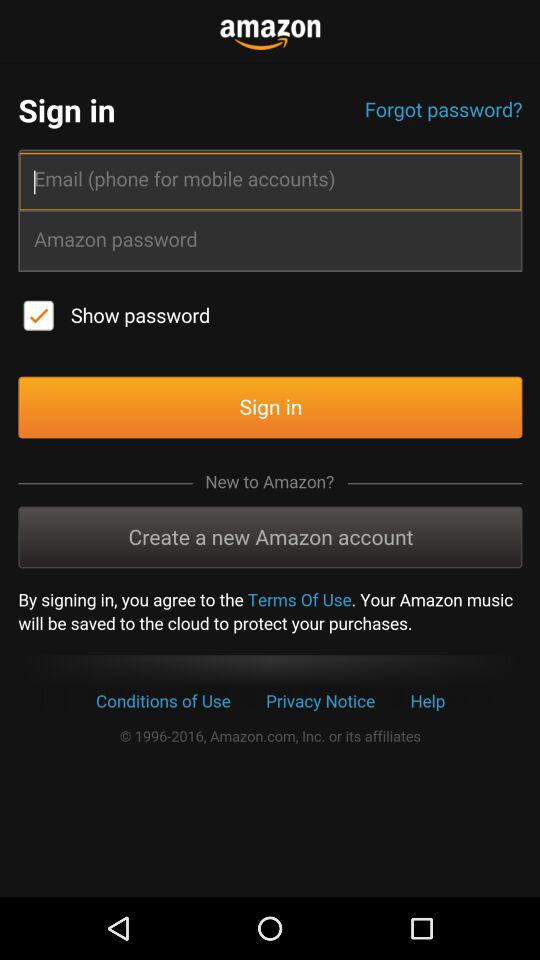 amazon
Sign in
Forgot password?
Email (phone for mobile accounts)
Amazon password
Show password
Sign in
New to Amazon?
Create a new Amazon account
By signing in, you agree to the Terms Of Use. Your Amazon music
will be saved to the cloud to protect your purchases.
Conditions of Use Privacy Notice Help
© 1996-2016, Amazon.com, Inc. or its affiliates